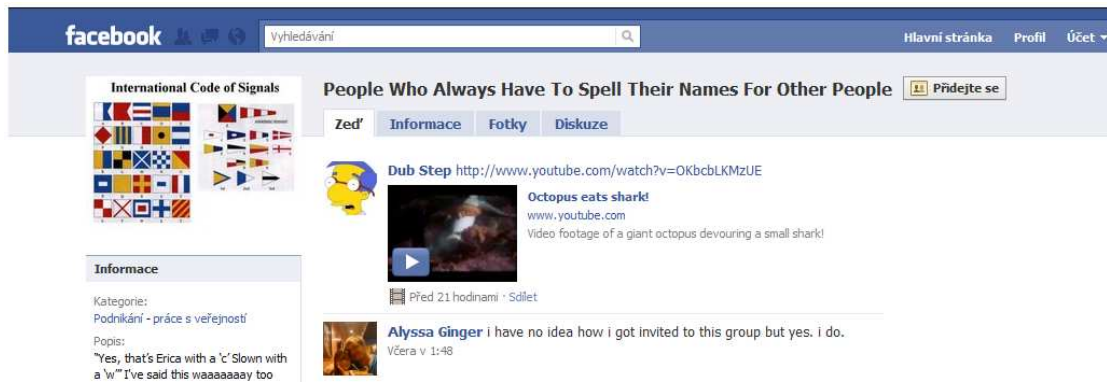 facebook
Vyhledávání
Hlavní stránka
Profil
Účet
International Code of Signals
People Who Always Have To Spell Their Names For Other People
Přidejte se
Zeď
Informace
Fotky
Diskuze
Dub Step http://www.youtube.com/watch?v=OKbcbLKMzUE
Octopus eats shark!
www.youtube.com
Video footage of a giant octopus devouring a small shark!
Před 21 hodinami · Sdílet
Alyssa Ginger i have no idea how i got invited to this group but yes. i do.
Včera v 1:48
Informace
Kategorie:
Podnikání - práce s veřejností
Popis:
"Yes, that's Erica with a 'c' Slown with
a 'w'" I've said this waaaaaaay too